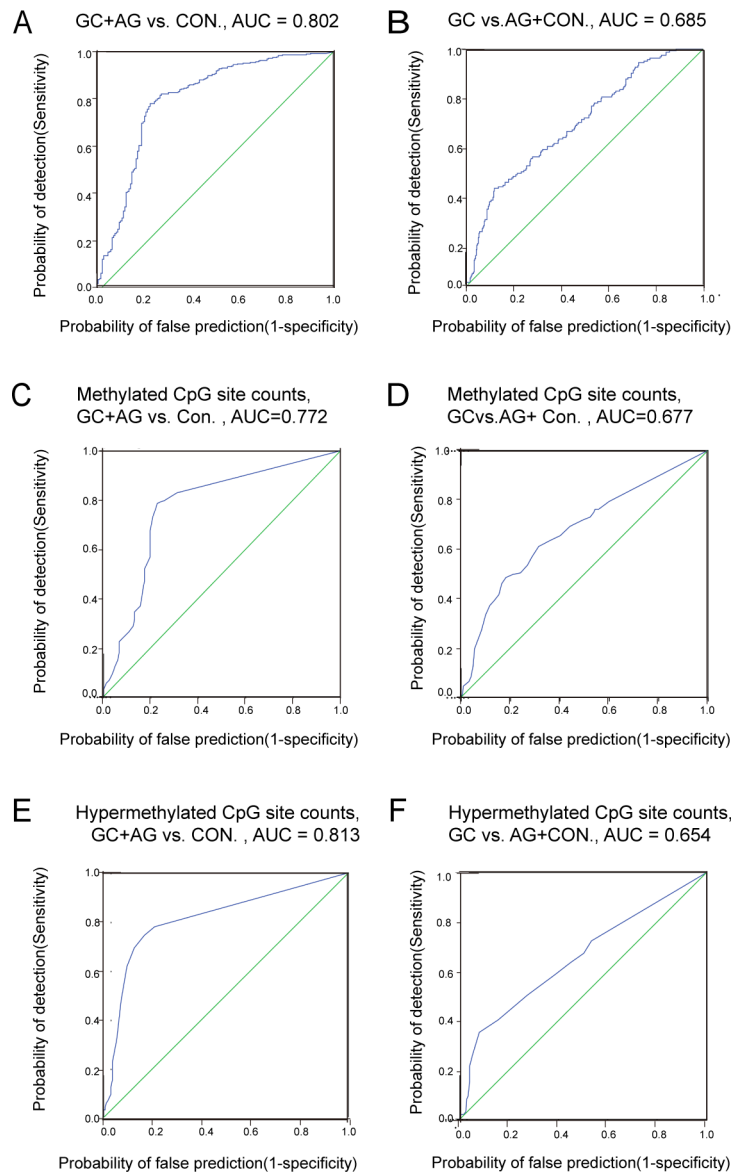 A
GC+AG vs. CON., AUC = 0.802
Probability of detection(Sensitivity)
1.0
0.8
0.6
0.4
0.2
0.0
0.0 0.2 0.4 0.6 0.8 1.0
Probability of false prediction(1-specificity)
B
GC vs.AG+CON., AUC = 0.685
Probability of detection(Sensitivity)
1.0
0.8
0.6
0.4
0.2
0.0
0.0 0.2 0.4 0.6 0.8 1.0
Probability of false prediction(1-specificity)
C
Methylated CpG site counts,
GC+AG vs. Con. , AUC=0.772
Probability of detection(Sensitivity)
1.0
0.8
0.6
0.4
0.2
0.0
0.0 0.2 0.4 0.6 0.8 1.0
Probability of false prediction(1-specificity)
D
Methylated CpG site counts,
GCvs.AG+ Con. , AUC=0.677
Probability of detection(Sensitivity)
1.0
0.8
0.6
0.4
0.2
0.0
0.0 0.2 0.4 0.6 0.8 1.0
Probability of false prediction(1-specificity)
E
Hypermethylated CpG site counts,
GC+AG vs. CON. , AUC = 0.813
Probability of detection(Sensitivity)
1.0
0.8
0.6
0.4
0.2
0.0
0.0 0.2 0.4 0.6 0.8 1.0
Probability of false prediction(1-specificity)
F
Hypermethylated CpG site counts,
GC vs. AG+CON., AUC = 0.654
Probability of detection(Sensitivity)
1.0
0.8
0.6
0.4
0.2
0.0
0.0 0.2 0.4 0.6 0.8 1.0
Probability of false prediction(1-specificity)